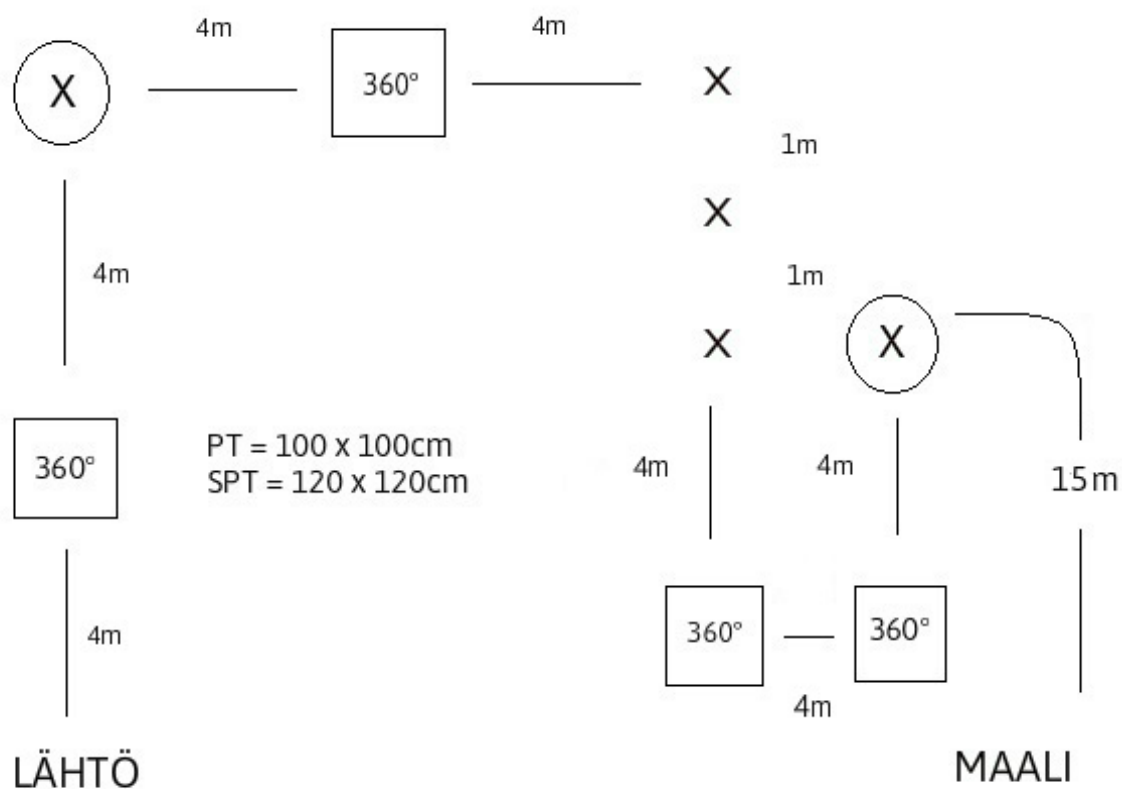 4m
4m
X
360°
X
1m
X
4m
1m
X
X
360°
PT = 100 x 100cm
SPT = 120 x 120cm
4m
4m
15m
4m
360°
360°
4m
LÄHTÖ
MAALI